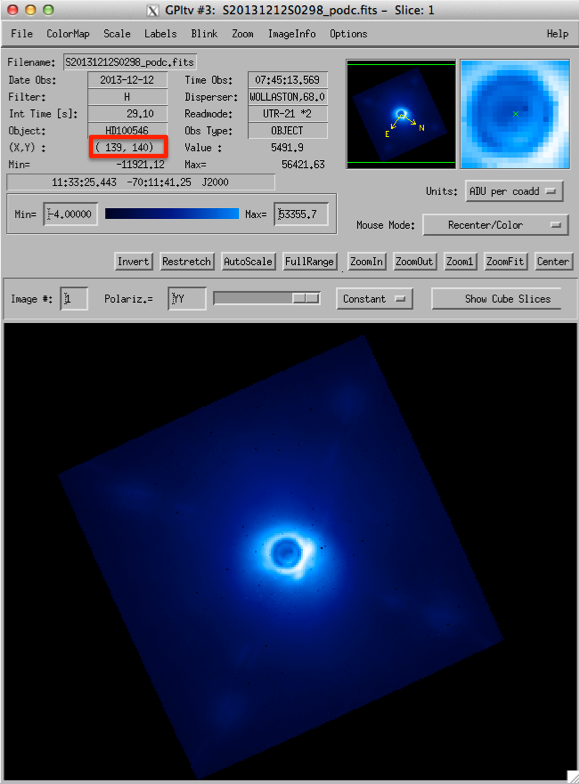 GPItv #3: S20131212S0298_podc.fits - Slice: 1
File ColorMap Scale Labels Blink Zoom ImageInfo Options Help
Filename: S20131212S0298_podc.fits
Date Obs: 2013-12-12 Time Obs: 07:45:13.569
Filter: H Disperser: WOLLASTON,68.0
Int Time [s]: 29.10 Readmode: UTR-21 *2
Object: HD100546 Obs Type: OBJECT
(X,Y) : ( 139, 140) Value : 5491.9
Min= -11921.12 Max= 56421.63
11:33:25.443 -70:11:41.25 J2000
E N
Units: ADU per coadd
Min= -4.00000 Max= 53355.7
Mouse Mode: Recenter/Color
Invert Restretch AutoScale FullRange ZoomIn ZoomOut Zoom1 ZoomFit Center
Image #: 1 Polariz.= YY Constant Show Cube Slices